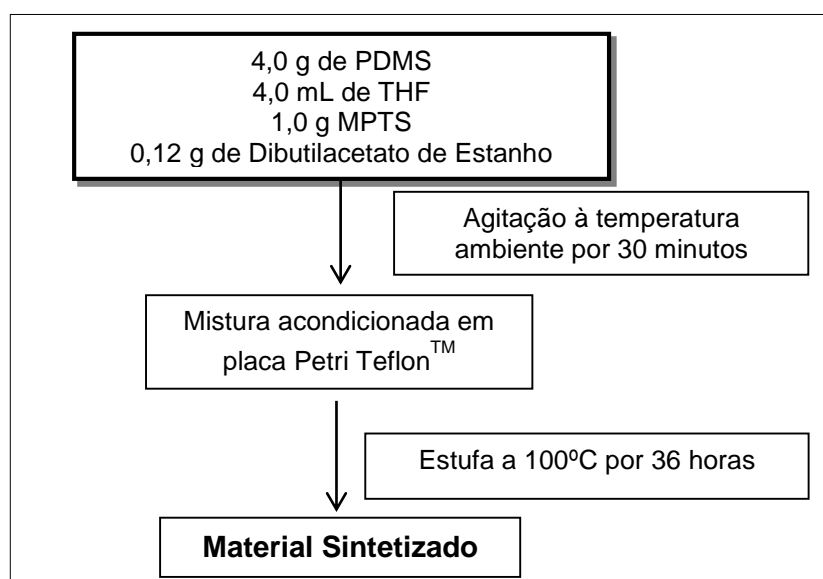 4,0 g de PDMS
4,0 mL de THF
1,0 g MPTS
0,12 g de Dibutilacetato de Estanho
Agitação à temperatura
ambiente por 30 minutos
Mistura acondicionada em
placa Petri Teflon™
Estufa a 100ºC por 36 horas
Material Sintetizado